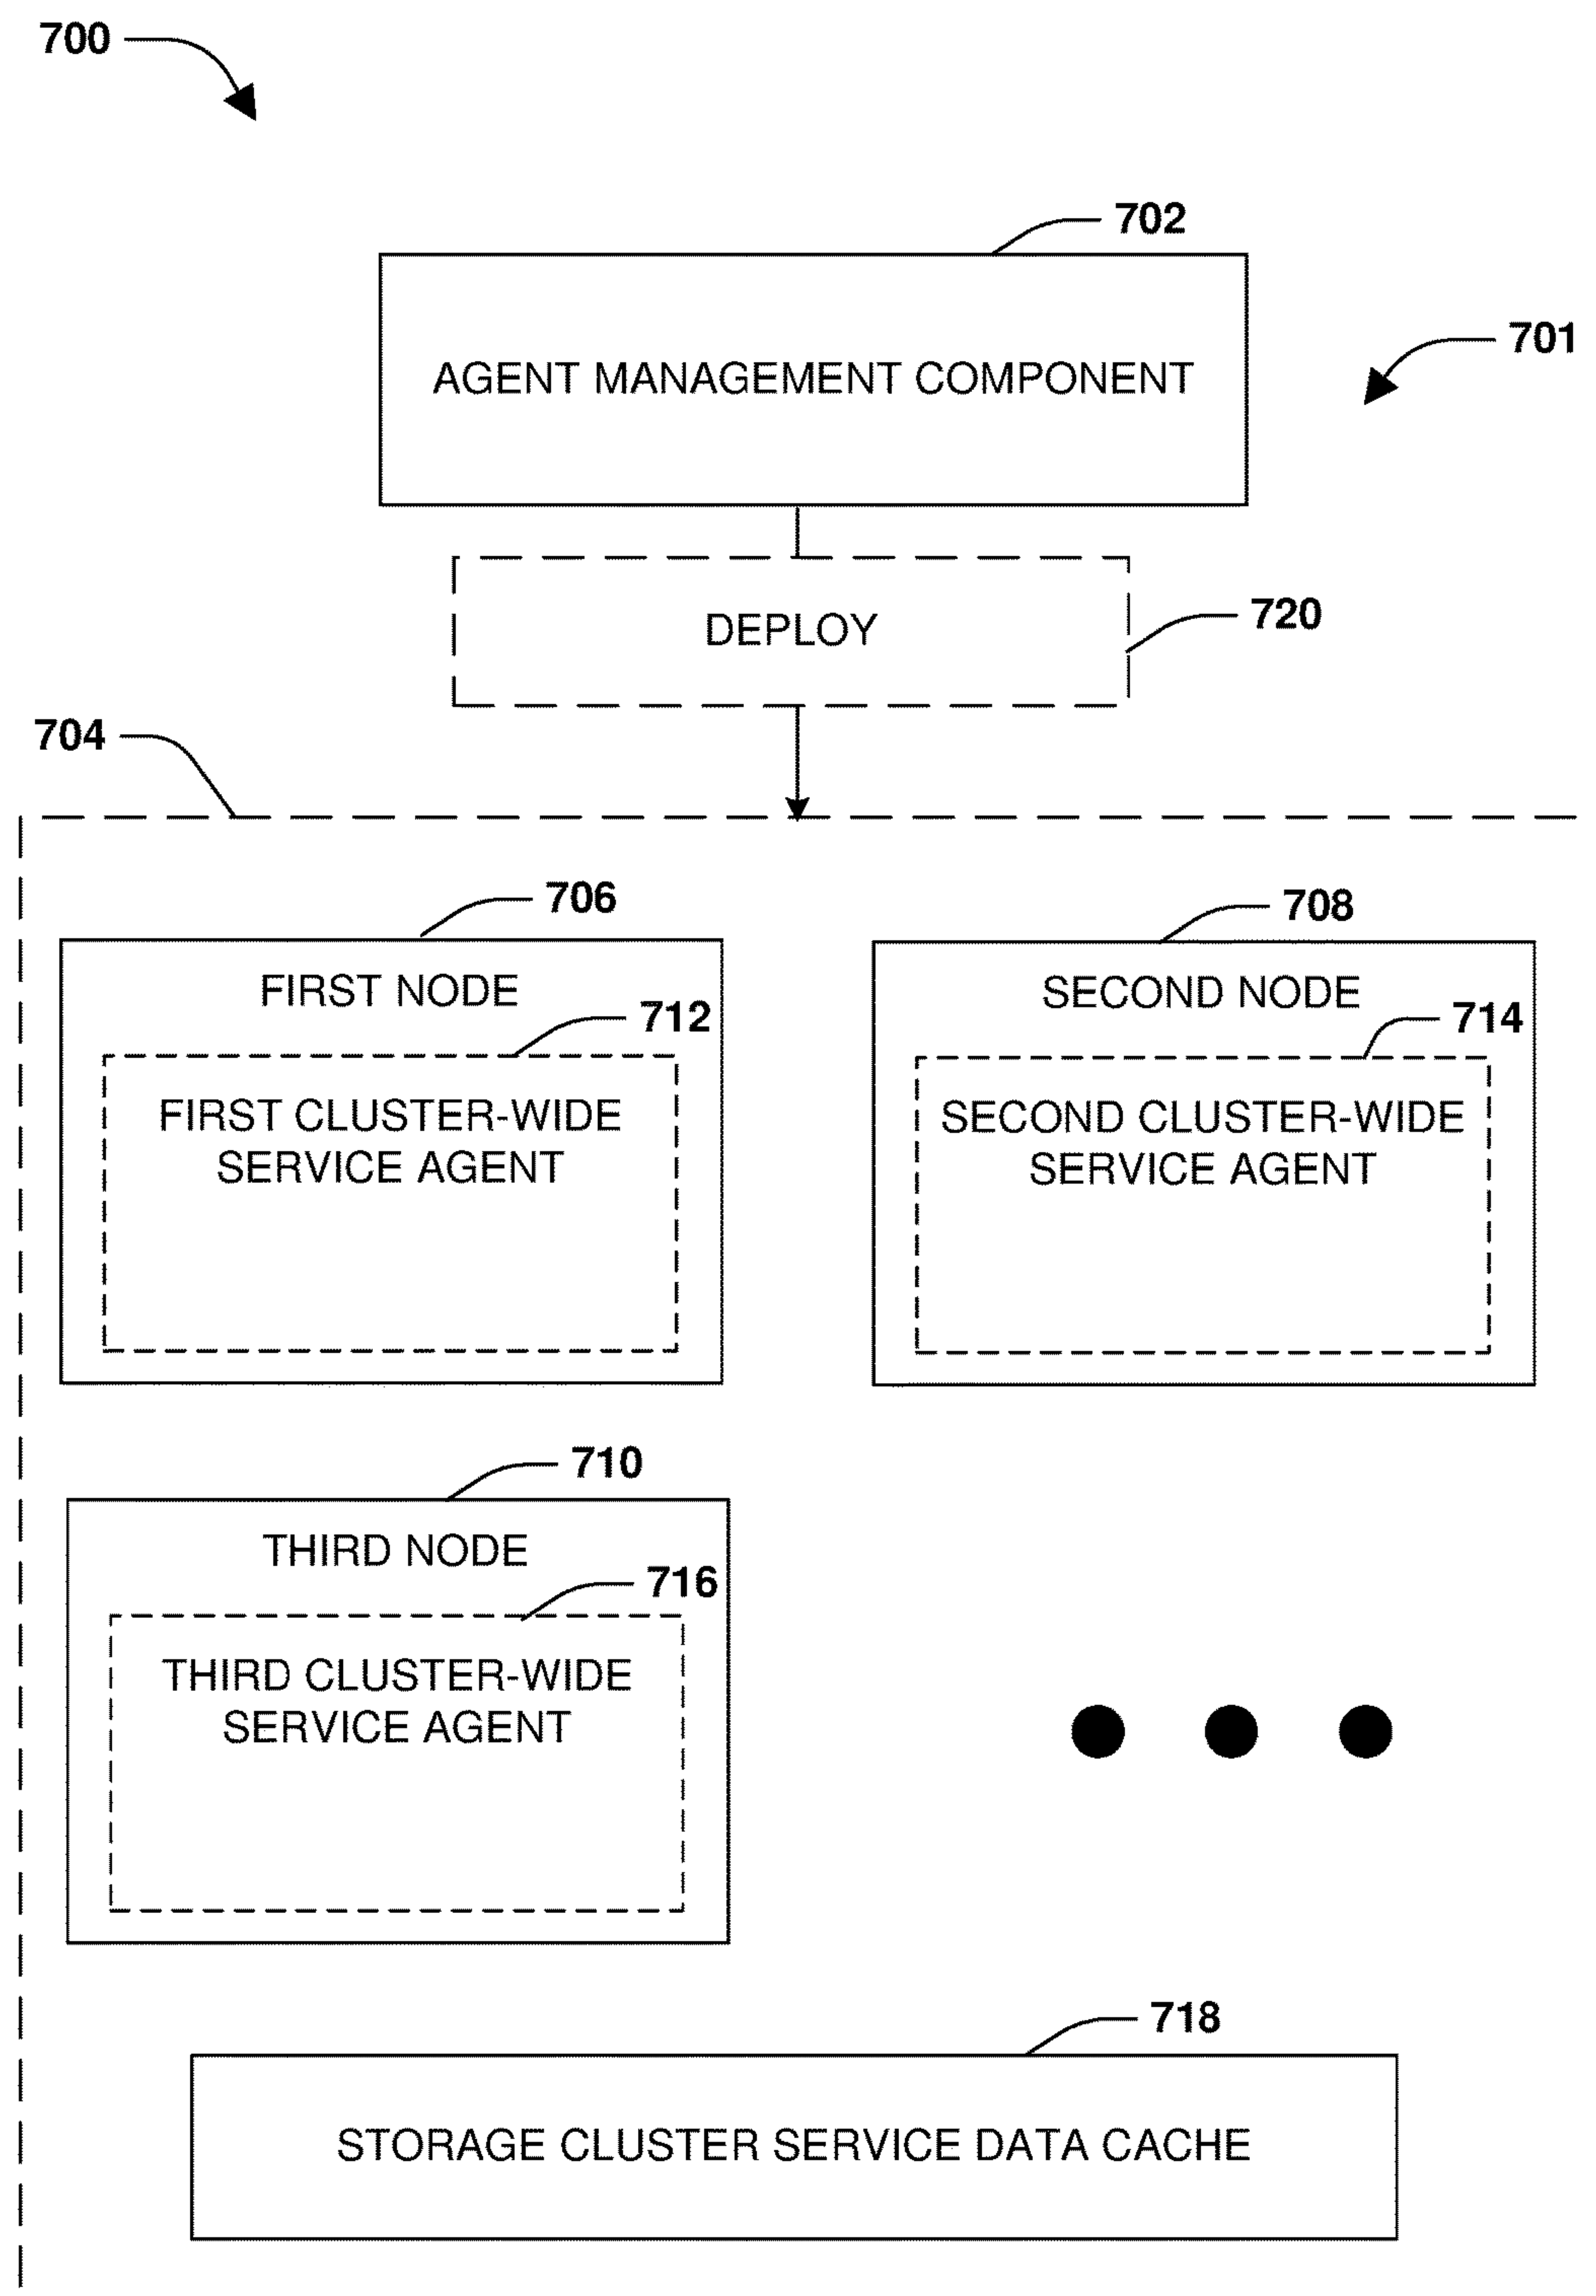 700
702
AGENT MANAGEMENT COMPONENT
701
DEPLOY
720
704
706
FIRST NODE
712
FIRST CLUSTER-WIDE
SERVICE AGENT
708
SECOND NODE
714
SECOND CLUSTER-WIDE
SERVICE AGENT
710
THIRD NODE
716
THIRD CLUSTER-WIDE
SERVICE AGENT
718
STORAGE CLUSTER SERVICE DATA CACHE